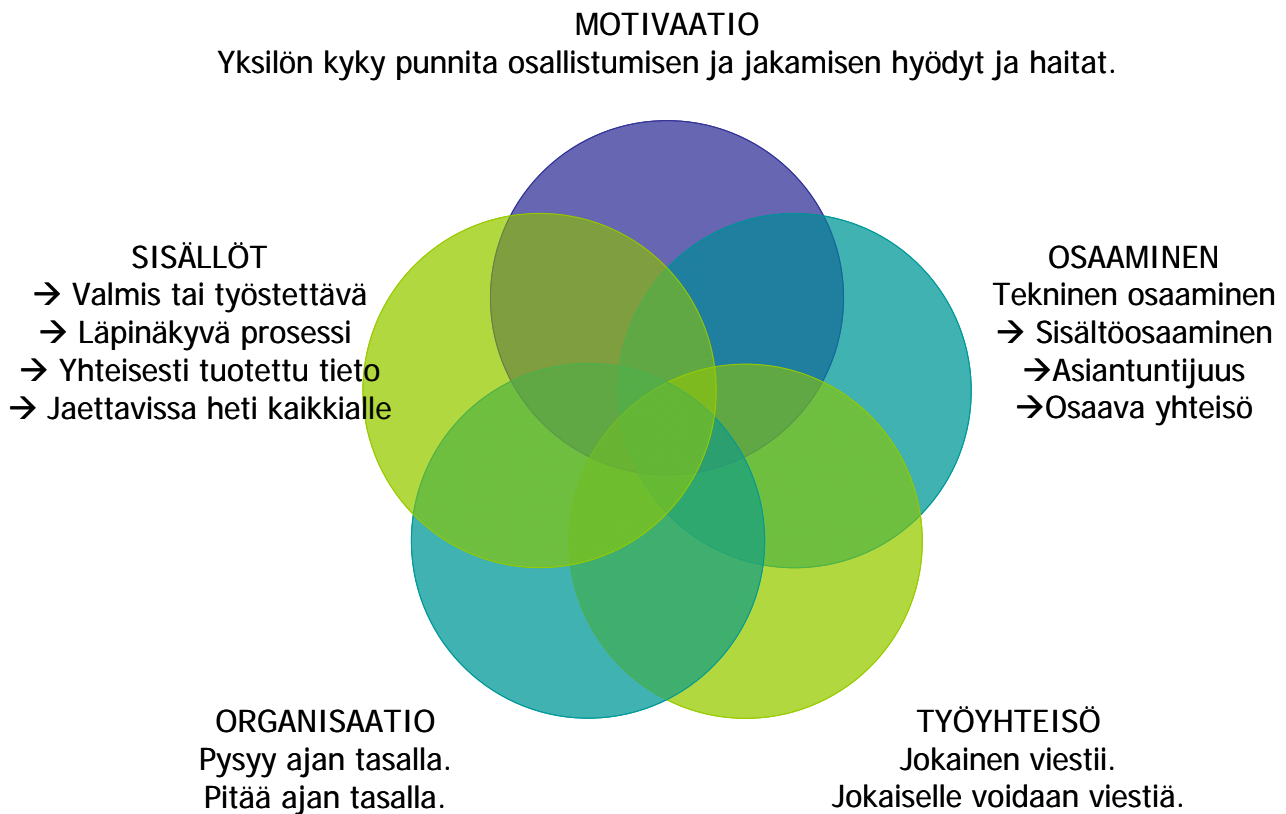 MOTIVAATIO
Yksilön kyky punnita osallistumisen ja jakamisen hyödyt ja haitat.
SISÄLLÖT
→ Valmis tai työstettävä
→ Läpinäkyvä prosessi
→ Yhteisesti tuotettu tieto
→ Jaettavissa heti kaikkialle
OSAAMINEN
Tekninen osaaminen
→ Sisältöosaaminen
→Asiantuntijuus
→Osaava yhteisö
ORGANISAATIO
Pysyy ajan tasalla.
Pitää ajan tasalla.
TYÖYHTEISÖ
Jokainen viestii.
Jokaiselle voidaan viestiä.